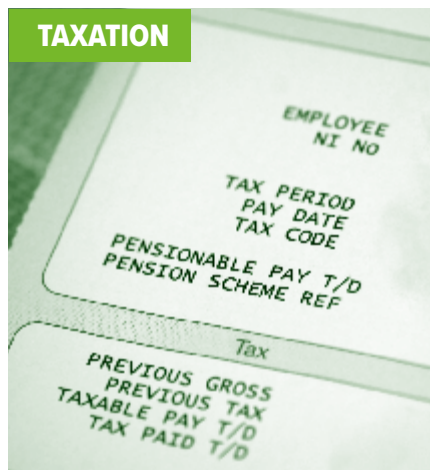 TAXATION
EMPLOYEE
NI NO
TAX PERIOD
PAY DATE
TAX CODE
PENSIONABLE PAY T/D
PENSION SCHEME REF
Tax
PREVIOUS GROSS
PREVIOUS TAX
TAXABLE PAY T/D
TAX PAID T/D